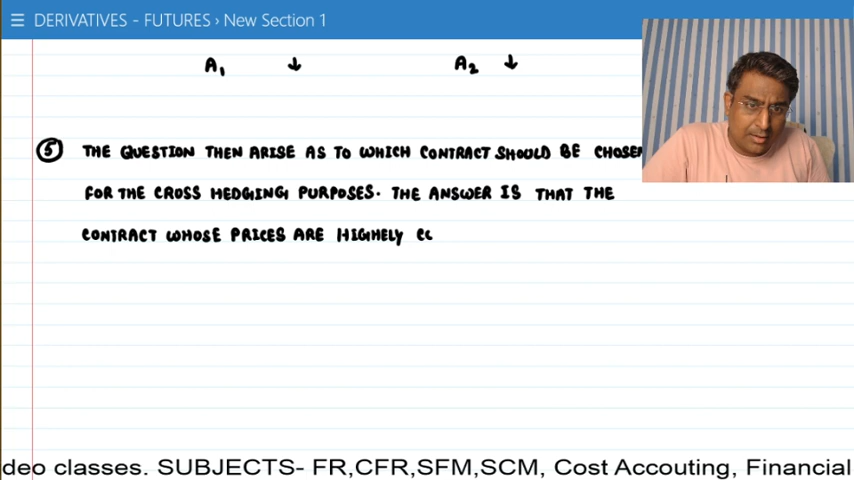 ☰ DERIVATIVES - FUTURES › New Section 1
A1 ↓ A2 ↓
⑤ THE QUESTION THEN ARISE AS TO WHICH CONTRACT SHOULD BE CHOSEN
FOR THE CROSS HEDGING PURPOSES. THE ANSWER IS THAT THE
CONTRACT WHOSE PRICES ARE HIGHELY CO
deo classes. SUBJECTS- FR,CFR,SFM,SCM, Cost Accouting, Financial